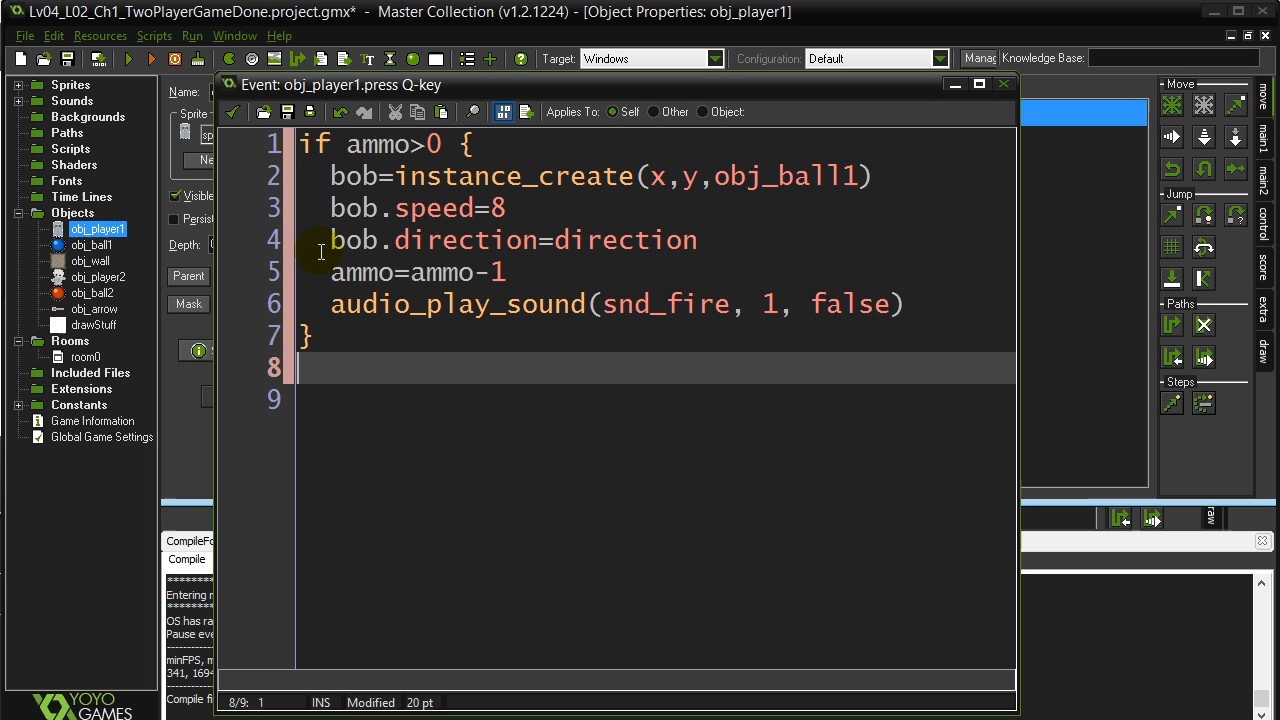 Lv04_L02_Ch1_TwoPlayerGameDone.project.gmx* - Master Collection (v1.2.1224) - [Object Properties: obj_player1]
File Edit Resources Scripts Run Window Help
Target: Windows Configuration: Default Manag Knowledge Base:
Sprites
Sounds
Backgrounds
Paths
Scripts
Shaders
Fonts
Time Lines
Objects
obj_player1
obj_ball1
obj_wall
obj_player2
obj_ball2
obj_arrow
drawStuff
Rooms
room0
Included Files
Extensions
Constants
Game Information
Global Game Settings
YOYO
GAMES
Name:
Sprite
sp
Ne
Visible
Persist
Depth:
Parent
Mask
Event: obj_player1.press Q-key
Applies To: Self Other Object:
1 if ammo>0 {
2 bob=instance_create(x,y,obj_ball1)
3 bob.speed=8
4 bob.direction=direction
5 ammo=ammo-1
6 audio_play_sound(snd_fire, 1, false)
7 }
8
9
8/9: 1 INS Modified 20 pt
Move
Jump
Paths
Steps
move
main1
main2
control
score
extra
draw
raw
CompileFo
Compile
Entering r
OS has ra
Pause eve
minFPS, m
341, 1694
Compile fi